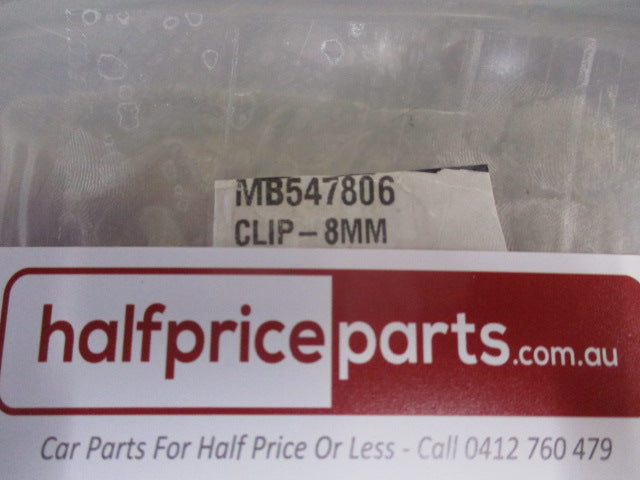 MB547806
CLIP-8MM
halfpriceparts.com.au
Car Parts For Half Price Or Less - Call 0412 760 479